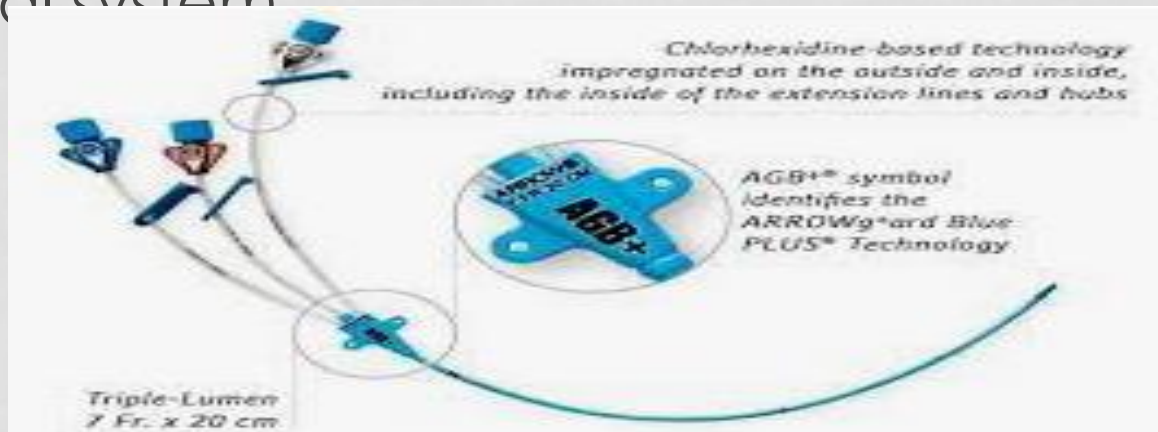 system
Chlorhexidine-based technology
impregnated on the outside and inside,
including the inside of the extension lines and hubs
AGB+
AGB+® symbol
identifies the
ARROWg+ard Blue
PLUS® Technology
Triple-Lumen
7 Fr. x 20 cm